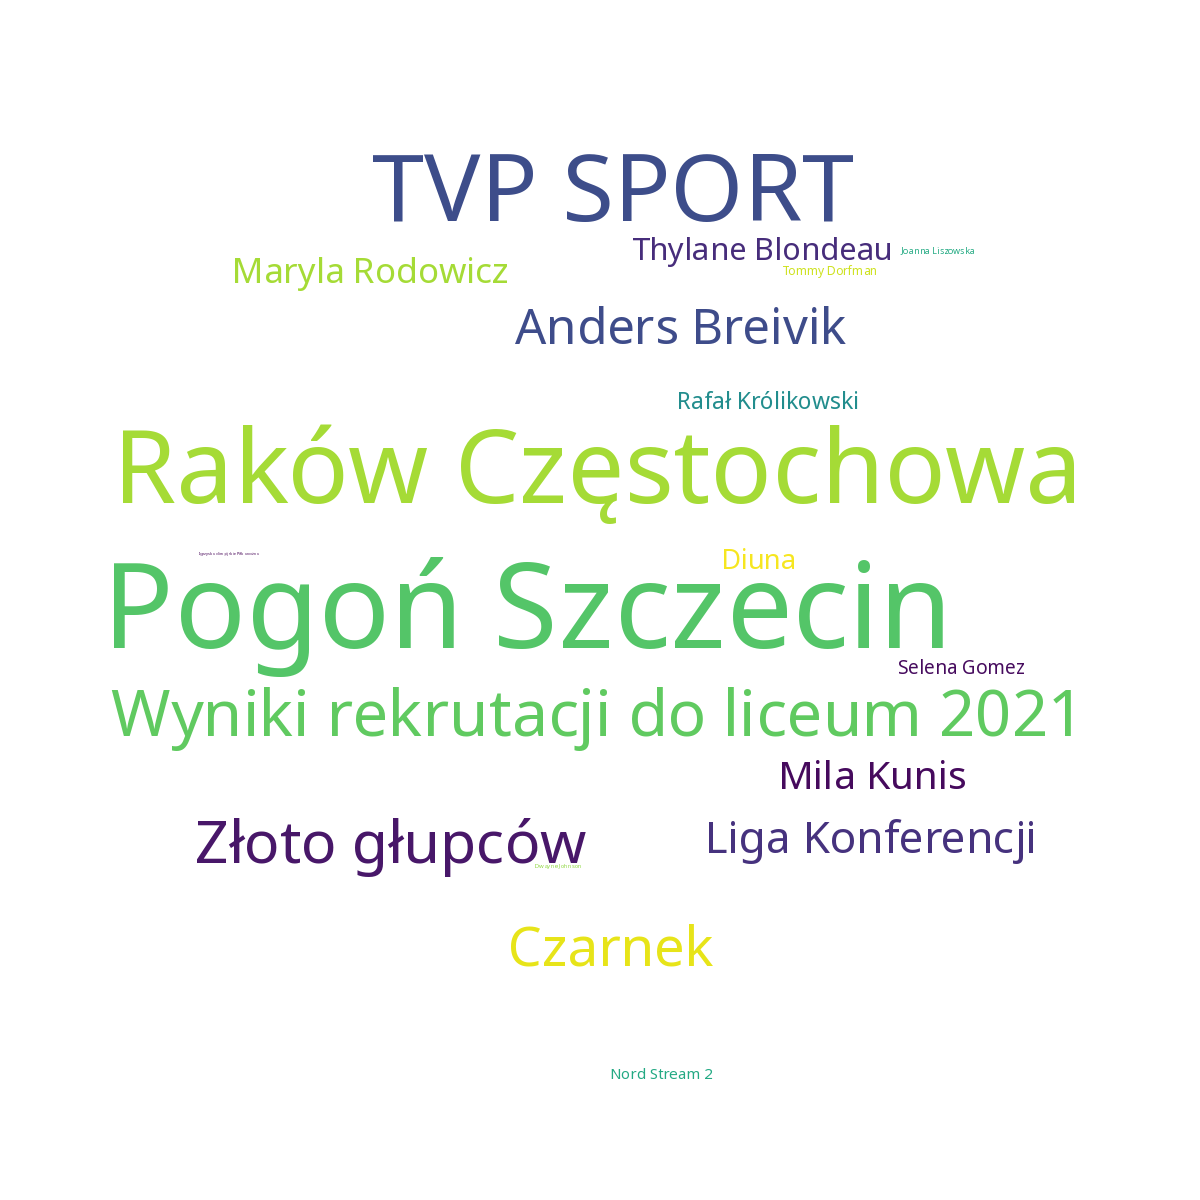 TVP SPORT
Thylane Blondeau
Joanna Liszowska
Maryla Rodowicz
Tommy Dorfman
Anders Breivik
Rafał Królikowski
Raków Częstochowa
Diuna
Pogoń Szczecin
Selena Gomez
Wyniki rekrutacji do liceum 2021
Mila Kunis
Złoto głupców
Liga Konferencji
Dwayne Johnson
Czarnek
Nord Stream 2